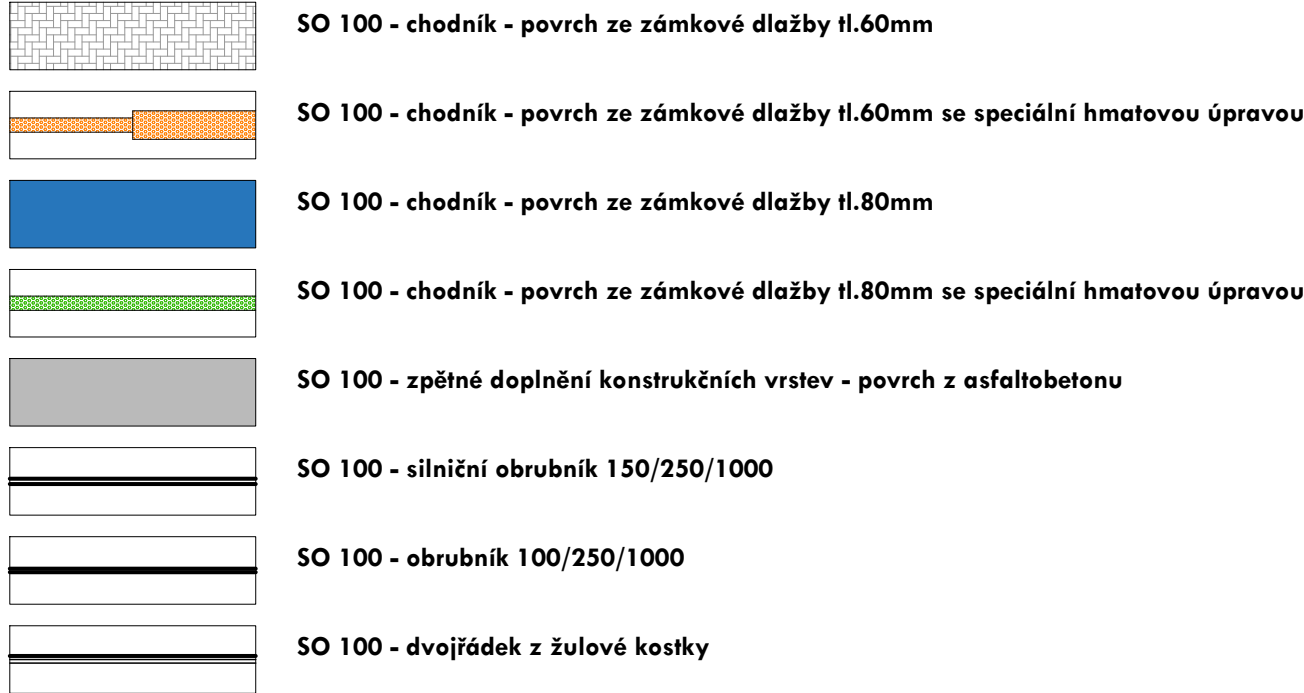 SO 100 - chodník - povrch ze zámkové dlažby tl.60mm
SO 100 - chodník - povrch ze zámkové dlažby tl.60mm se speciální hmatovou úpravou
SO 100 - chodník - povrch ze zámkové dlažby tl.80mm
SO 100 - chodník - povrch ze zámkové dlažby tl.80mm se speciální hmatovou úpravou
SO 100 - zpětné doplnění konstrukčních vrstev - povrch z asfaltobetonu
SO 100 - silniční obrubník 150/250/1000
SO 100 - obrubník 100/250/1000
SO 100 - dvojřádek z žulové kostky